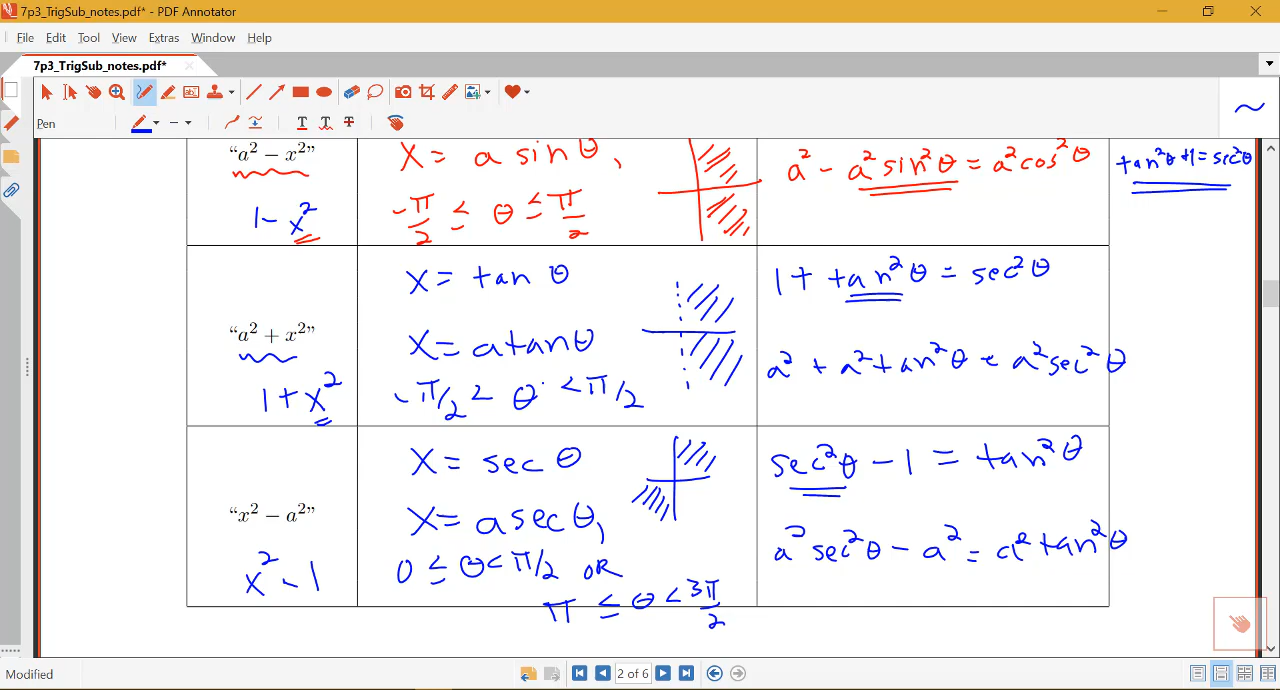 7p3_TrigSub_notes.pdf* - PDF Annotator
File Edit Tool View Extras Window Help
7p3_TrigSub_notes.pdf*
Pen
“a² − x²”
1 − x²
x = a sin θ,
-π/2 ≤ θ ≤ π/2
a² − a² sin² θ = a² cos² θ
tan²θ + 1 = sec²θ
“a² + x²”
1 + x²
x = tan θ
x = a tan θ
-π/2 < θ < π/2
1 + tan² θ = sec² θ
a² + a² tan² θ = a² sec² θ
“x² − a²”
x² − 1
x = sec θ
x = a sec θ,
0 ≤ θ < π/2 OR
π ≤ θ < 3π/2
sec² θ − 1 = tan² θ
a² sec² θ − a² = a² tan² θ
Modified
2 of 6